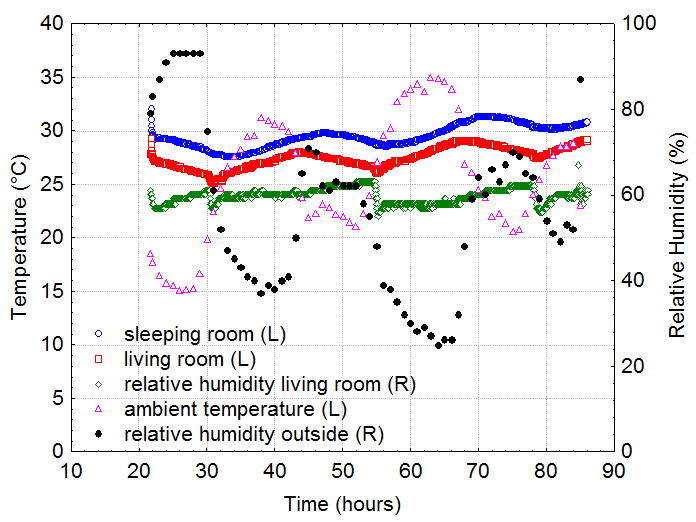 40
35
30
25
20
15
10
5
0
Temperature (°C)
100
80
60
40
20
0
Relative Humidity (%)
sleeping room (L)
living room (L)
relative humidity living room (R)
ambient temperature (L)
relative humidity outside (R)
10 20 30 40 50 60 70 80 90
Time (hours)